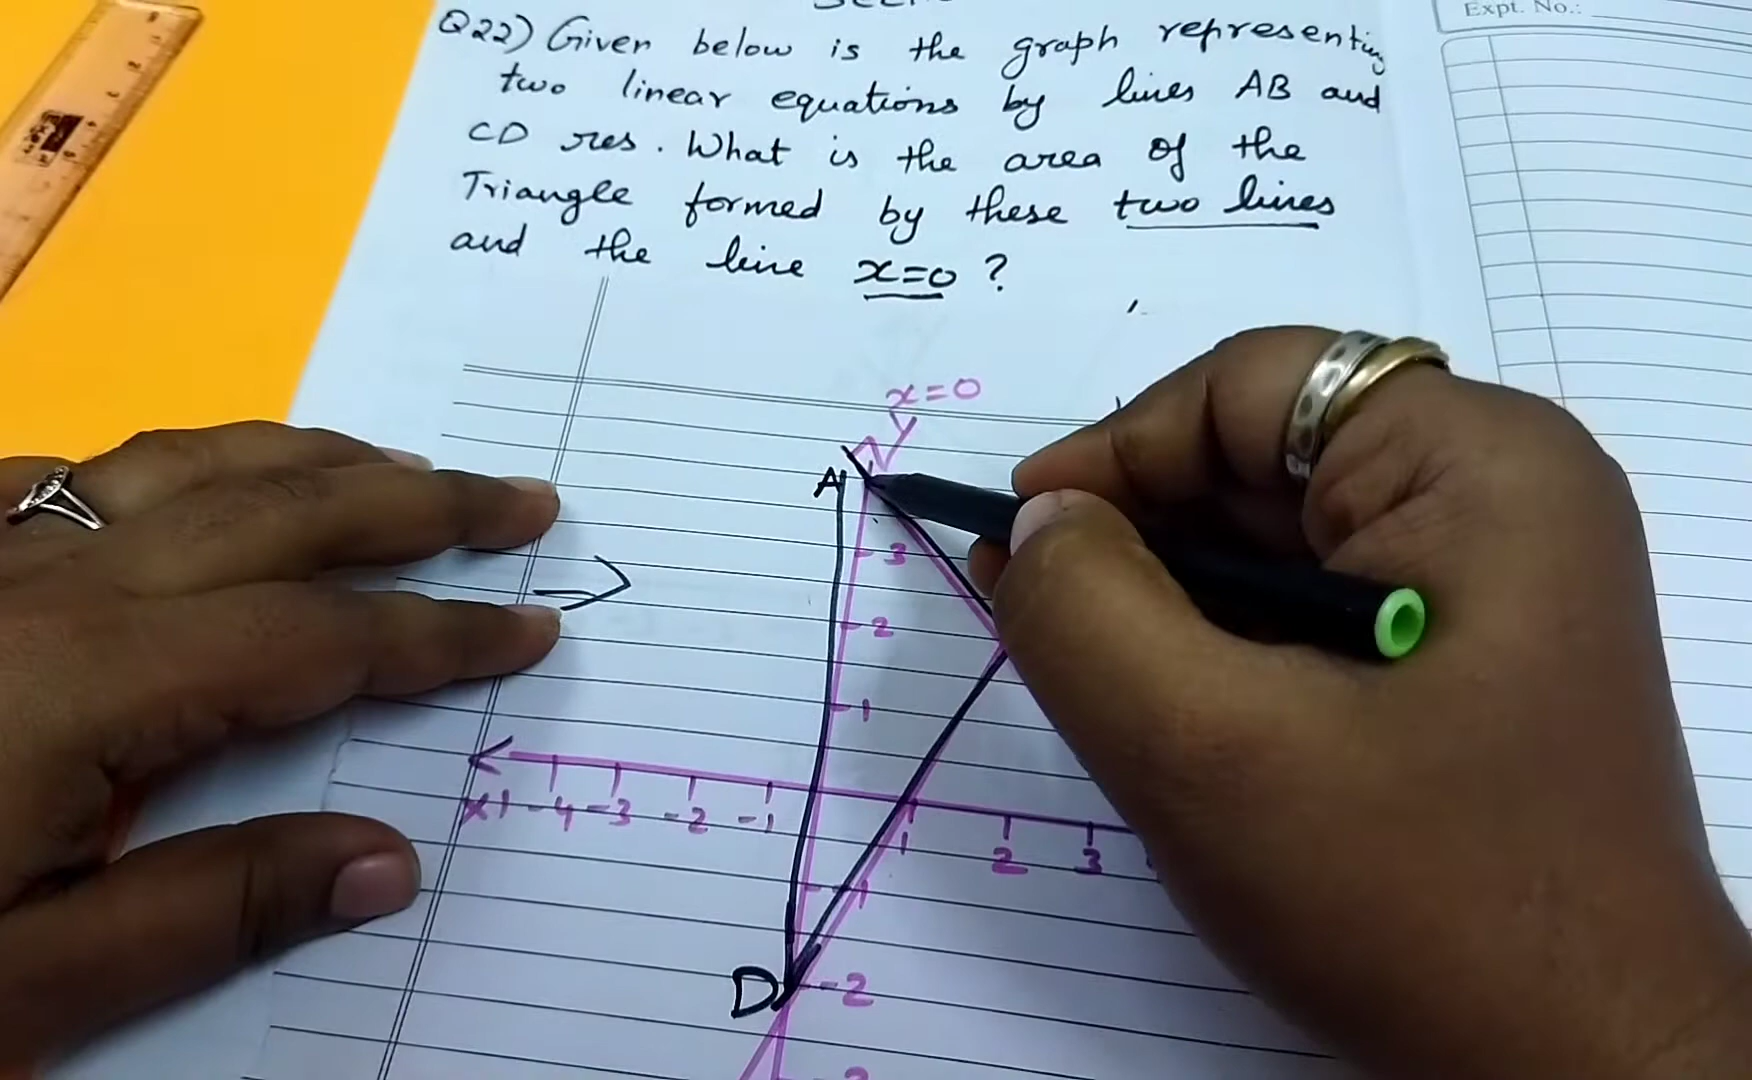 Expt. No.:
Q22) Given below is the graph representing
two linear equations by lines AB and
CD res. What is the area of the
Triangle formed by these two lines
and the line x=0 ?
x=0
y
A
3
2
1
x1 -4 -3 -2 -1
1 2 3
-1
D -2